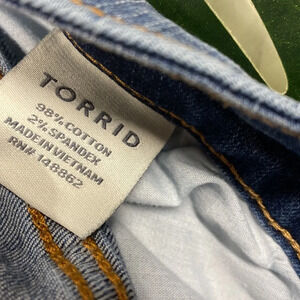 TORRID
98% COTTON
2% SPANDEX
MADE IN VIETNAM
RN# 148862